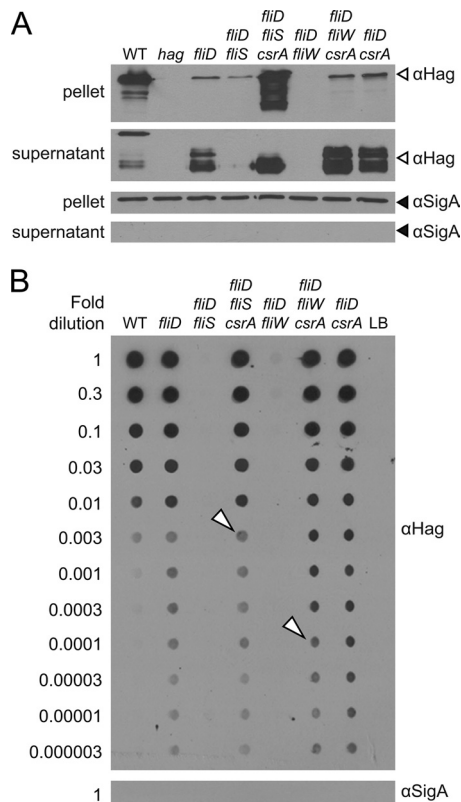 A
fliD
fliD fliS fliD
fliS csrA fliD fliW fliD
WT hag fliD fliS csrA fliW csrA csrA
pellet
αHag
supernatant
αHag
pellet
αSigA
supernatant
αSigA
B
fliD fliD
Fold fliD fliS fliD fliW fliD
dilution WT fliD fliS csrA fliW csrA csrA LB
1
0.3
0.1
0.03
0.01
0.003
αHag
0.001
0.0003
0.0001
0.00003
0.00001
0.000003
1
αSigA